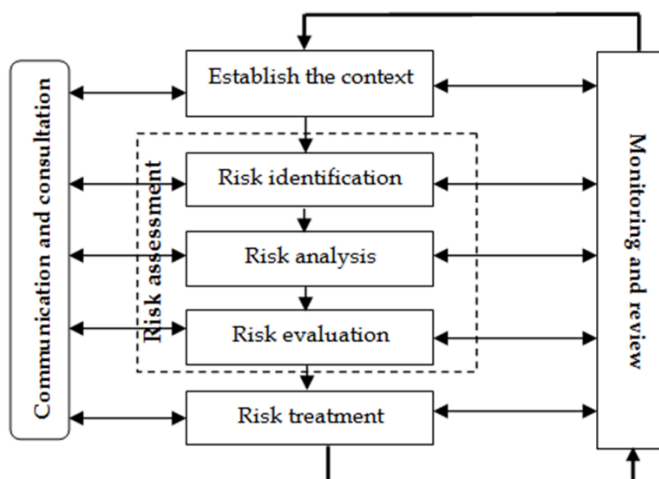 Establish the context
Communication and consultation
Risk assessment
Risk identification
Risk analysis
Risk evaluation
Risk treatment
Monitoring and review